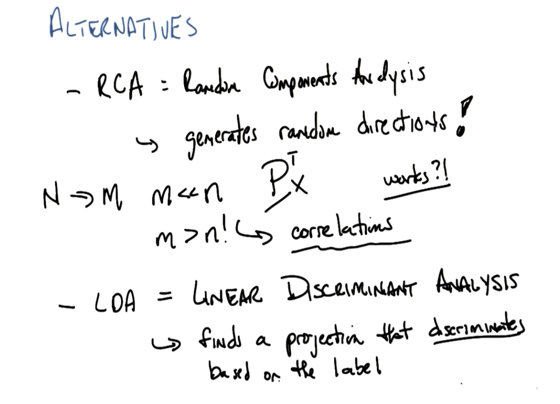 ALTERNATIVES
- RCA = Random Components Analysis
↳ generates random directions!
N → M m << n P^T X works?!
m > n! ↳ correlations
- LDA = LINEAR DISCRIMINANT ANALYSIS
↳ finds a projection that discriminates
based on the label